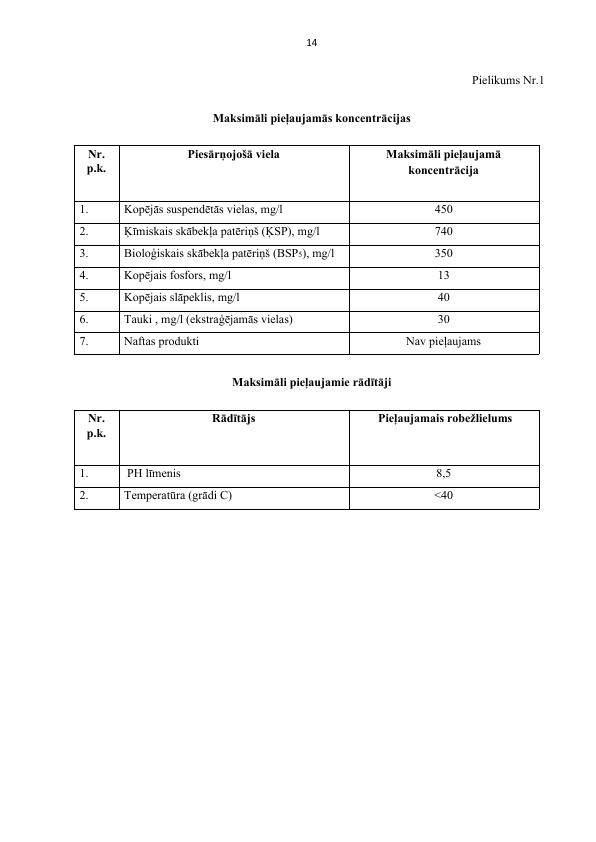 14
Pielikums Nr.1
Maksimāli pieļaujamās koncentrācijas
Nr. p.k. Piesārņojošā viela Maksimāli pieļaujamā koncentrācija
1. Kopējās suspendētās vielas, mg/l 450
2. Ķīmiskais skābekļa patēriņš (ĶSP), mg/l 740
3. Bioloģiskais skābekļa patēriņš (BSP5), mg/l 350
4. Kopējais fosfors, mg/l 13
5. Kopējais slāpeklis, mg/l 40
6. Tauki , mg/l (ekstraģējamās vielas) 30
7. Naftas produkti Nav pieļaujams
Maksimāli pieļaujamie rādītāji
Nr. p.k. Rādītājs Pieļaujamais robežlielums
1. PH līmenis 8,5
2. Temperatūra (grādi C) <40